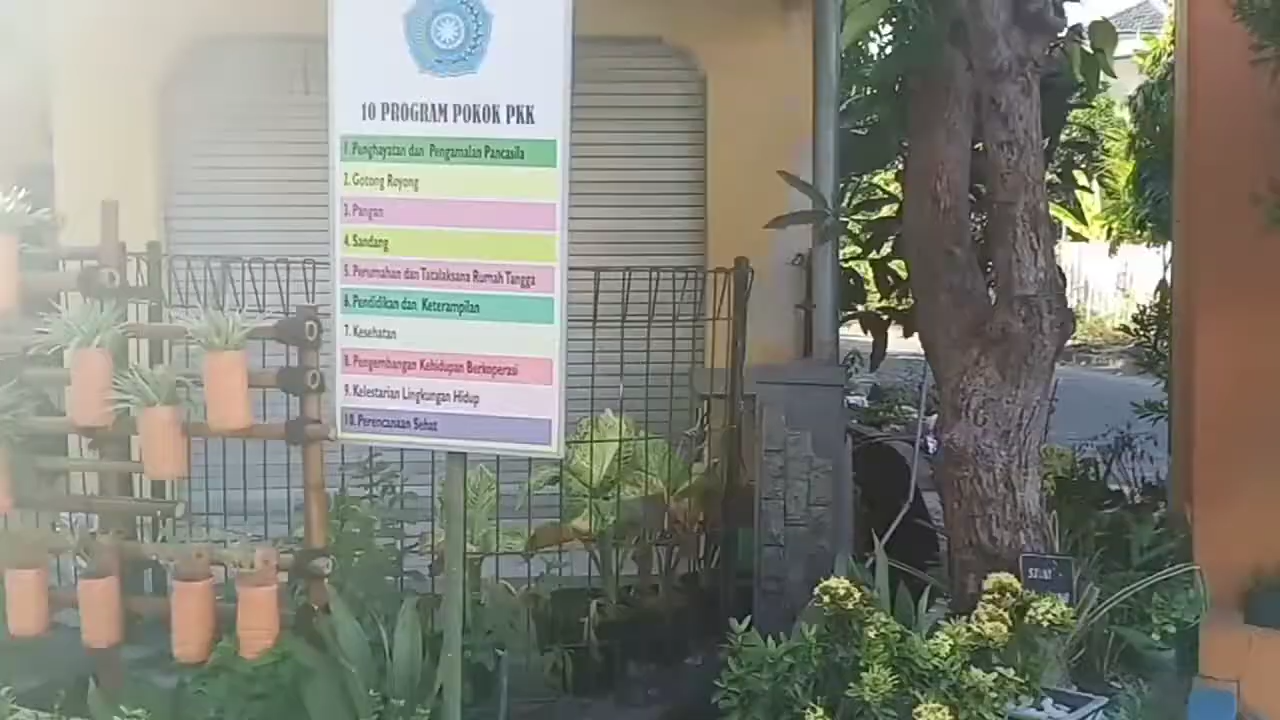 10 PROGRAM POKOK PKK
1. Penghayatan dan Pengamalan Pancasila
2. Gotong Royong
3. Pangan
4. Sandang
5. Perumahan dan Tatalaksana Rumah Tangga
6. Pendidikan dan Keterampilan
7. Kesehatan
8. Pengembangan Kehidupan Berkoperasi
9. Kelestarian Lingkungan Hidup
10. Perencanaan Sehat